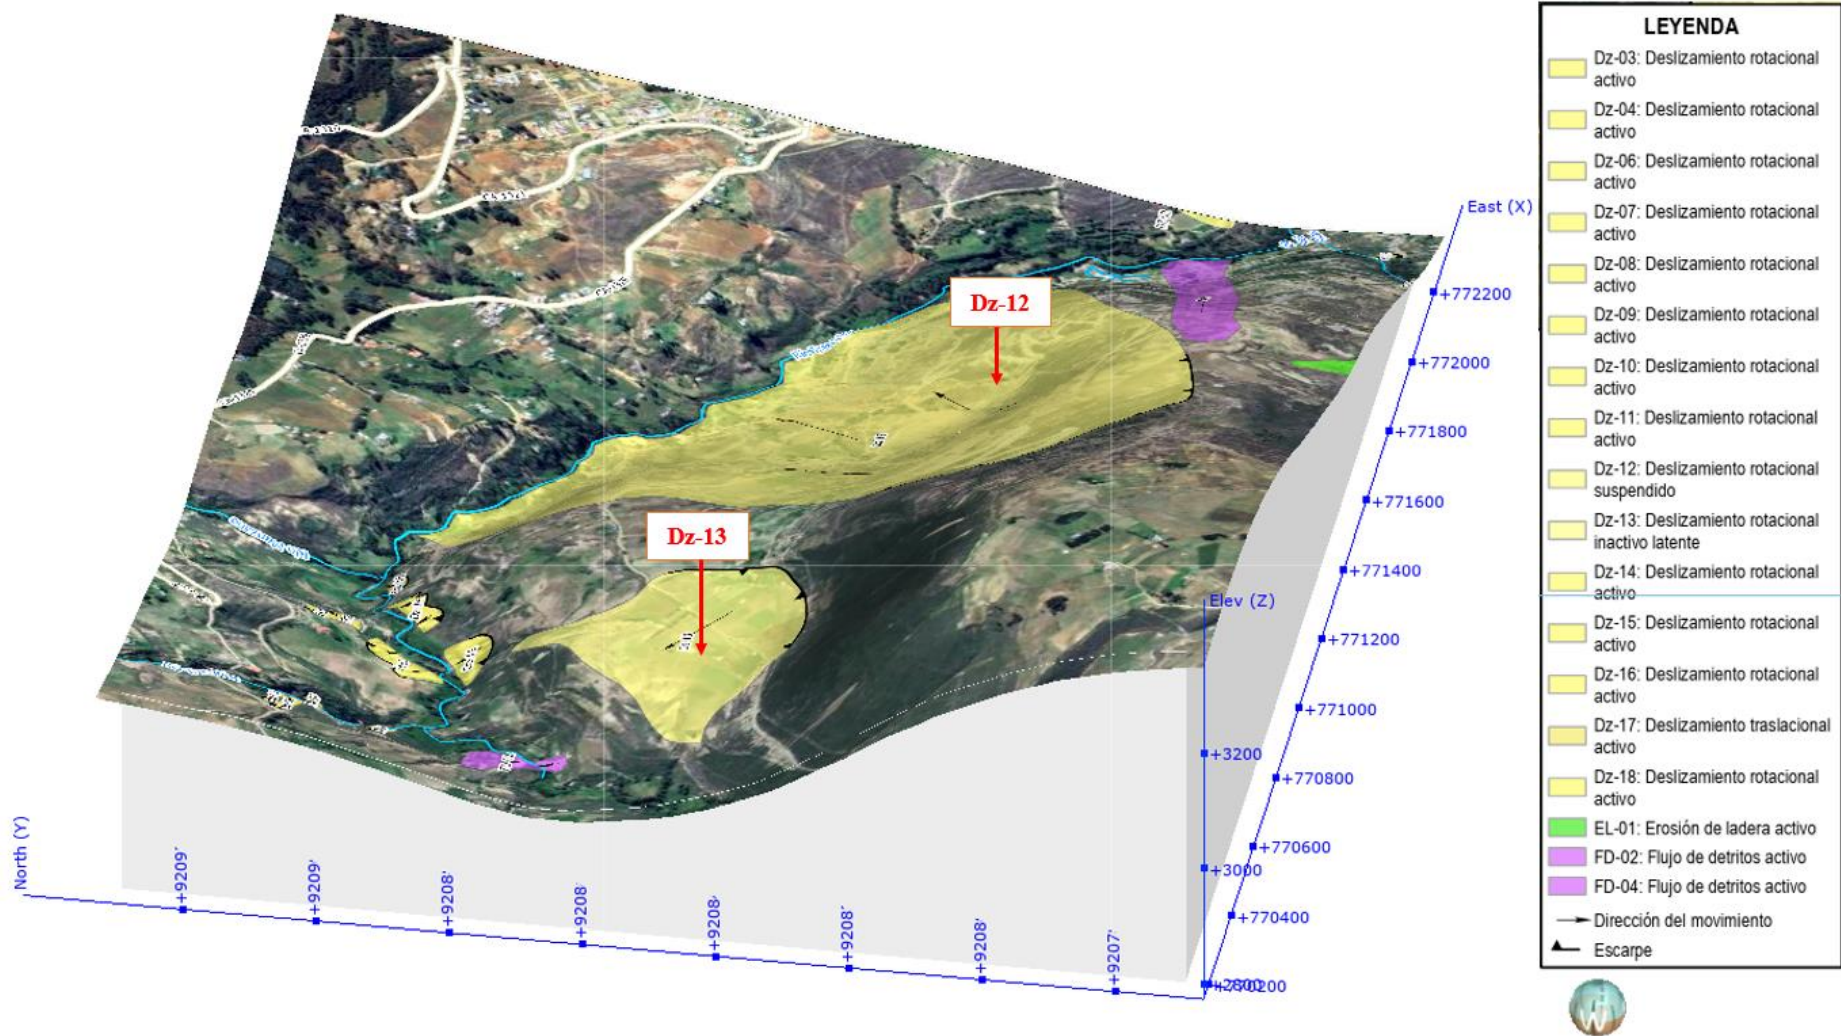 LEYENDA
Dz-03: Deslizamiento rotacional
activo
Dz-04: Deslizamiento rotacional
activo
Dz-06: Deslizamiento rotacional
activo
Dz-07: Deslizamiento rotacional
activo
Dz-08: Deslizamiento rotacional
activo
Dz-09: Deslizamiento rotacional
activo
Dz-10: Deslizamiento rotacional
activo
Dz-11: Deslizamiento rotacional
activo
Dz-12: Deslizamiento rotacional
suspendido
Dz-13: Deslizamiento rotacional
inactivo latente
Dz-14: Deslizamiento rotacional
activo
Dz-15: Deslizamiento rotacional
activo
Dz-16: Deslizamiento rotacional
activo
Dz-17: Deslizamiento traslacional
activo
Dz-18: Deslizamiento rotacional
activo
EL-01: Erosión de ladera activo
FD-02: Flujo de detritos activo
FD-04: Flujo de detritos activo
Dirección del movimiento
Escarpe
Dz-12
Dz-13
East (X)
+772200
+772000
+771800
+771600
+771400
+771200
+771000
+770800
+770600
+770400
+770200
Elev (Z)
+3200
+3000
North (Y)
+9209'
+9209'
+9208'
+9208'
+9208'
+9208'
+9208'
+9207'
W